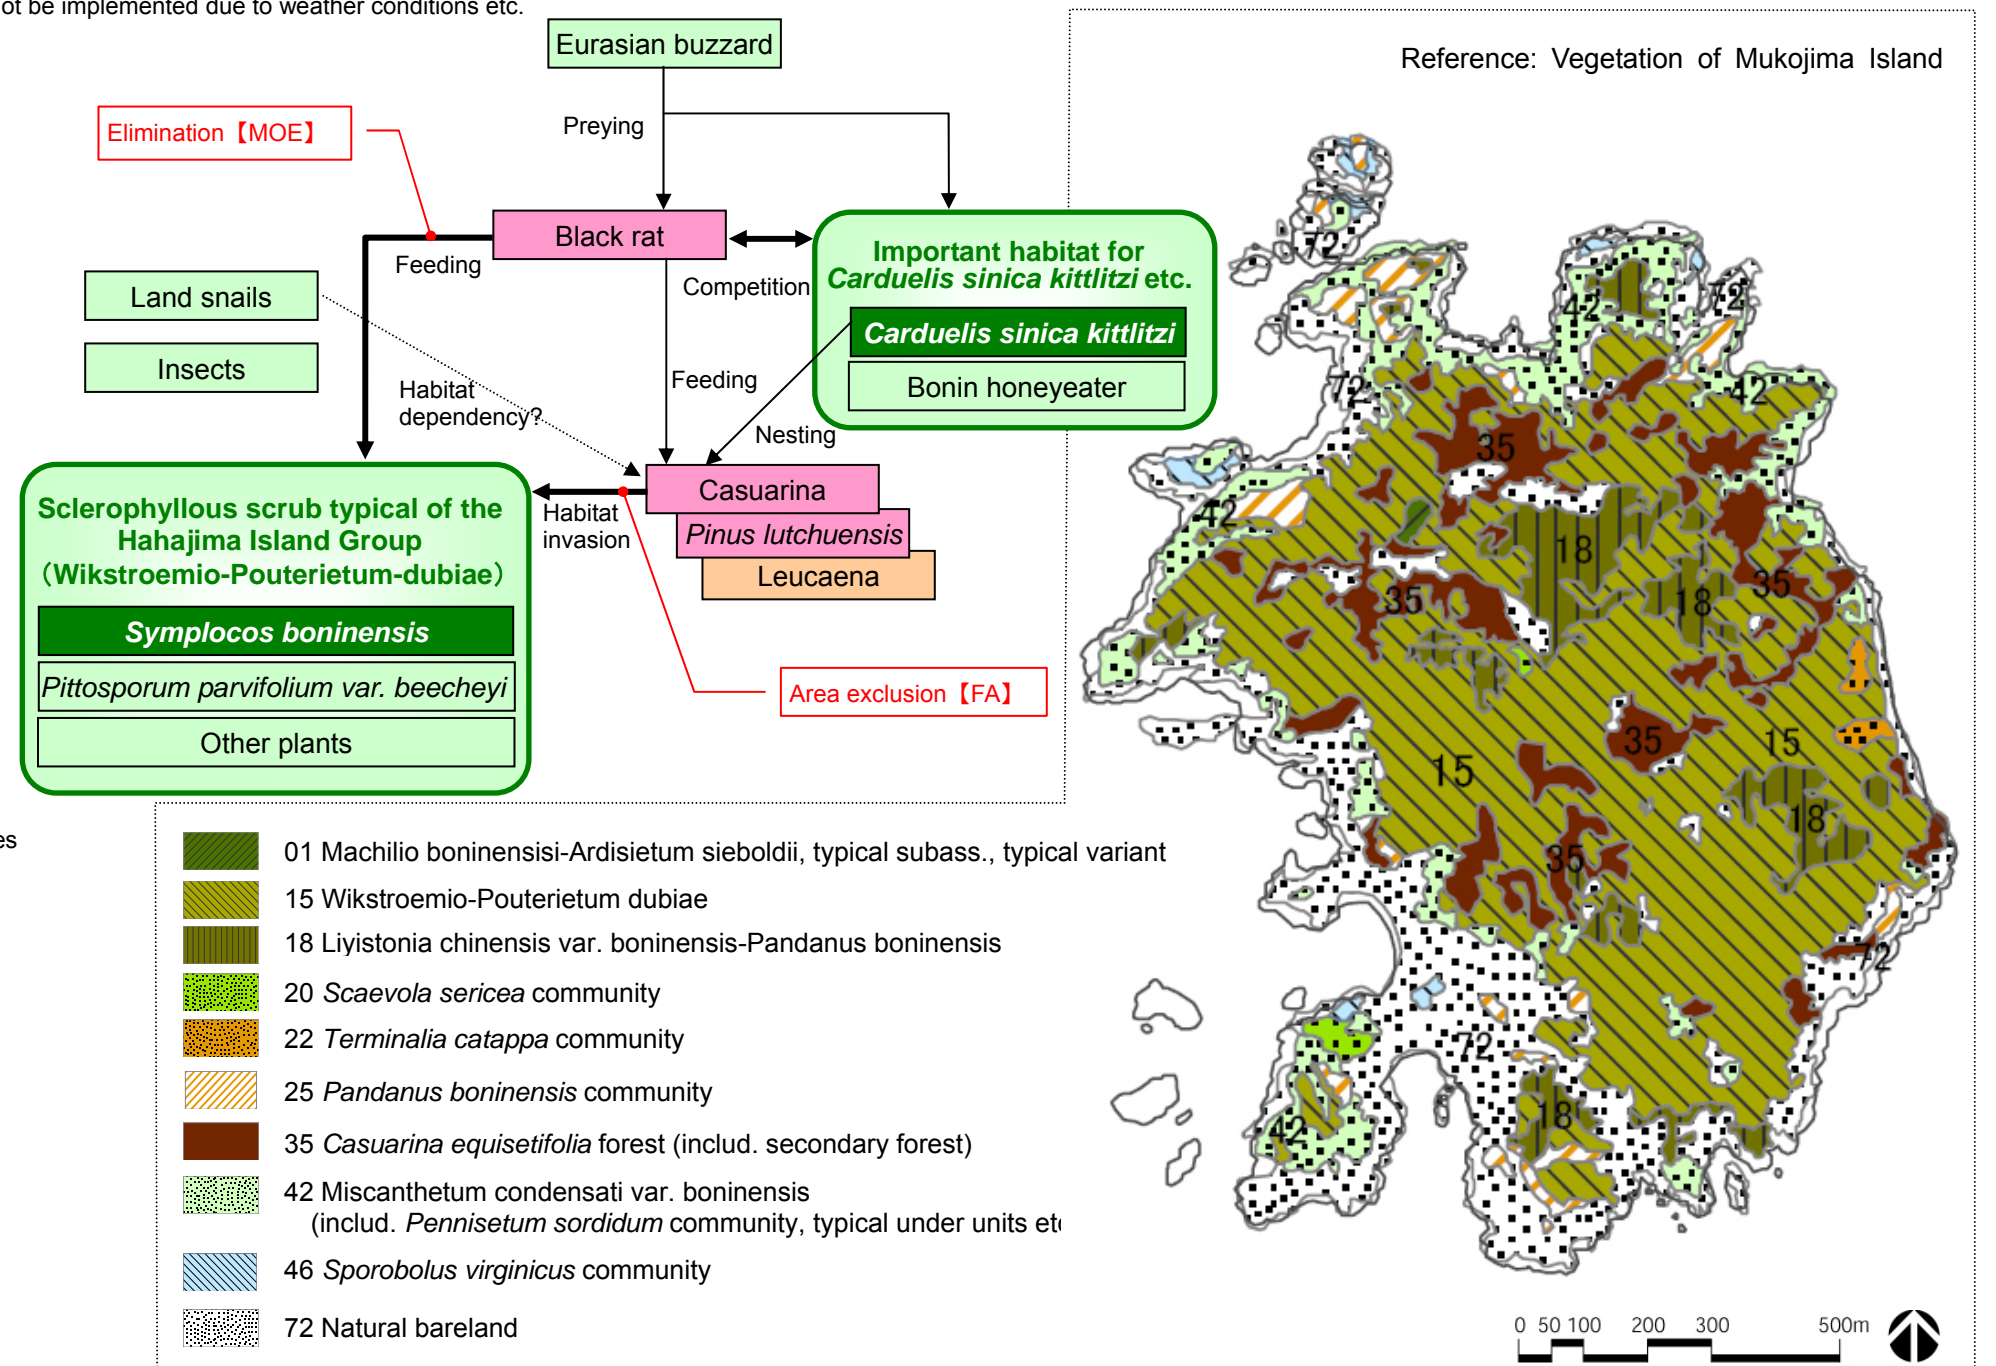 ot be implemented due to weather conditions etc.
Eurasian buzzard
Reference: Vegetation of Mukojima Island
Elimination【MOE】
Preying
Black rat
Feeding
Competition
Important habitat for
Carduelis sinica kittlitzi etc.
Carduelis sinica kittlitzi
Bonin honeyeater
Land snails
Insects
Habitat
dependency?
Feeding
Nesting
Casuarina
Pinus lutchuensis
Leucaena
Habitat
invasion
Sclerophyllous scrub typical of the
Hahajima Island Group
（Wikstroemio-Pouterietum-dubiae）
Symplocos boninensis
Pittosporum parvifolium var. beecheyi
Other plants
Area exclusion【FA】
es
01 Machilio boninensisi-Ardisietum sieboldii, typical subass., typical variant
15 Wikstroemio-Pouterietum dubiae
18 Liyistonia chinensis var. boninensis-Pandanus boninensis
20 Scaevola sericea community
22 Terminalia catappa community
25 Pandanus boninensis community
35 Casuarina equisetifolia forest (includ. secondary forest)
42 Miscanthetum condensati var. boninensis
(includ. Pennisetum sordidum community, typical under units etc
46 Sporobolus virginicus community
72 Natural bareland
72
42
72
72
42
35
42
18
35
18
35
35
15
15
18
35
72
72
18
42
0 50 100 200 300 500m